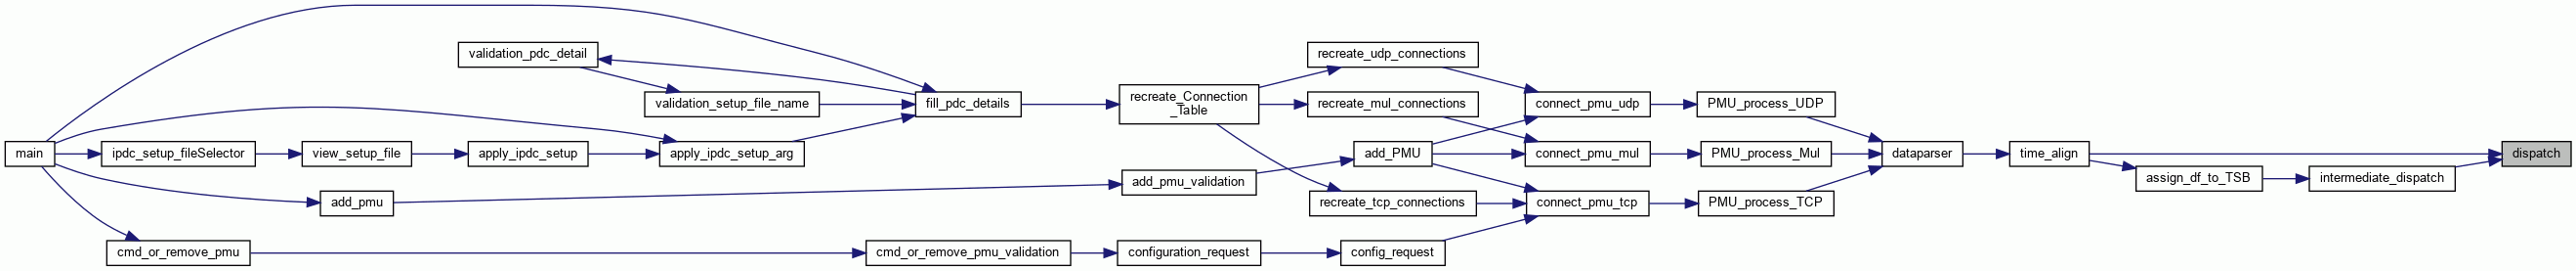 validation_pdc_detail
recreate_udp_connections
validation_setup_file_name
fill_pdc_details
recreate_Connection
_Table
recreate_mul_connections
connect_pmu_udp
PMU_process_UDP
main
ipdc_setup_fileSelector
view_setup_file
apply_ipdc_setup
apply_ipdc_setup_arg
add_PMU
connect_pmu_mul
PMU_process_Mul
dataparser
time_align
dispatch
add_pmu_validation
assign_df_to_TSB
intermediate_dispatch
add_pmu
recreate_tcp_connections
connect_pmu_tcp
PMU_process_TCP
cmd_or_remove_pmu
cmd_or_remove_pmu_validation
configuration_request
config_request